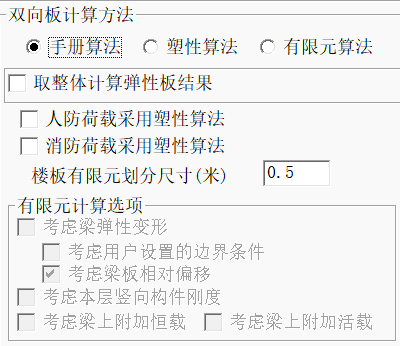 双向板计算方法
手册算法 塑性算法 有限元算法
取整体计算弹性板结果
人防荷载采用塑性算法
消防荷载采用塑性算法
楼板有限元划分尺寸(米) 0.5
有限元计算选项
考虑梁弹性变形
考虑用户设置的边界条件
考虑梁板相对偏移
考虑本层竖向构件刚度
考虑梁上附加恒载 考虑梁上附加活载